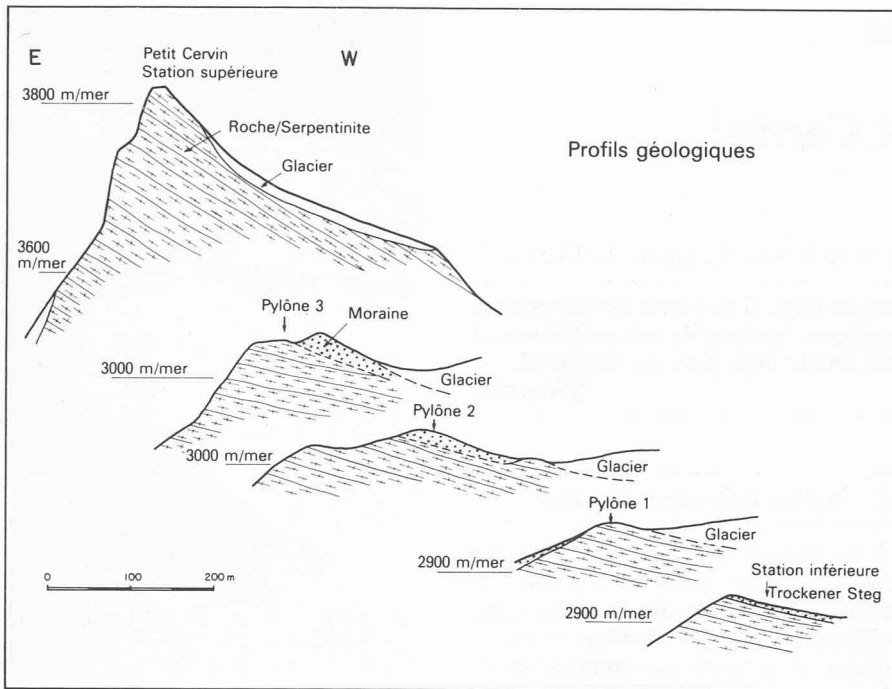 E
Petit Cervin
Station supérieure
W
3800 m/mer
Roche/Serpentinite
Glacier
Profils géologiques
3600
m/mer
Pylône 3
Moraine
3000 m/mer
Glacier
Pylône 2
3000 m/mer
Glacier
Pylône 1
2900 m/mer
Glacier
Station inférieure
Trockener Steg
2900 m/mer
0 100 200 m